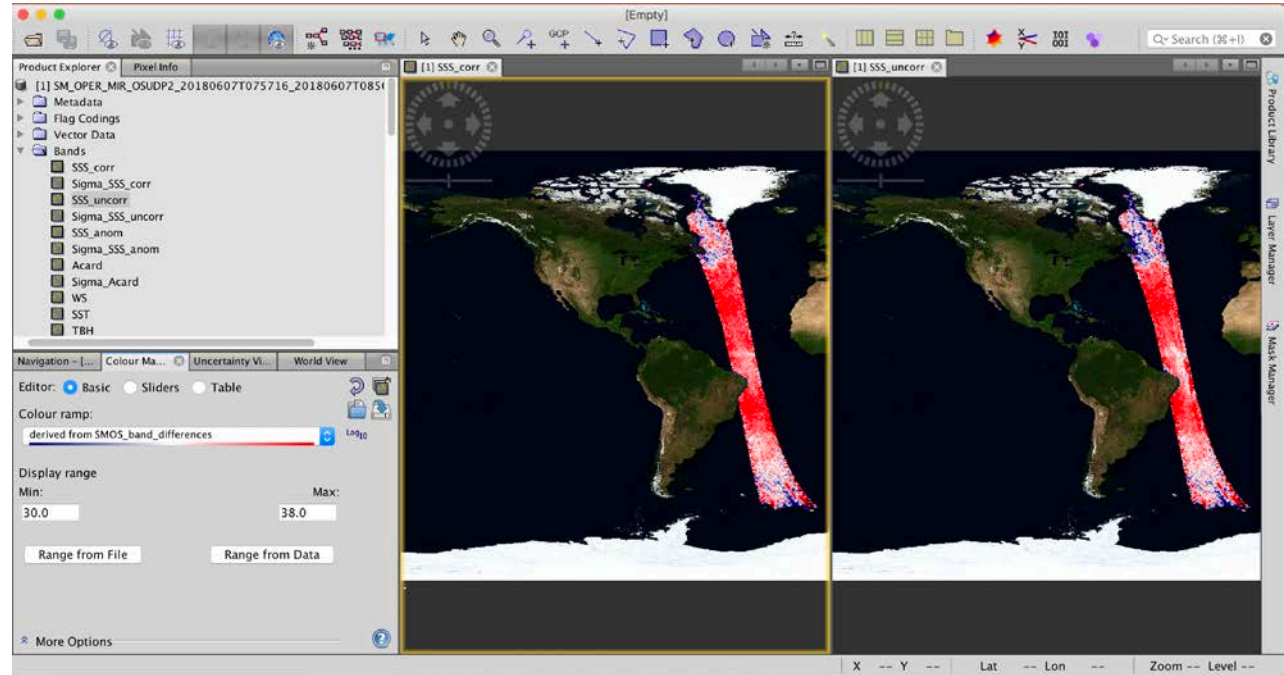 [Empty]
GCP
Σ
Search (⌘+I)
Product Explorer
Pixel Info
[1] SSS_corr
[1] SSS_uncorr
[1] SM_OPER_MIR_OSUDP2_20180607T075716_20180607T085
Metadata
Flag Codings
Vector Data
Bands
SSS_corr
Sigma_SSS_corr
SSS_uncorr
Sigma_SSS_uncorr
SSS_anom
Sigma_SSS_anom
Acard
Sigma_Acard
WS
SST
TBH
Navigation - [...
Colour Ma...
Uncertainty Vi...
World View
Editor: Basic Sliders Table
Colour ramp:
derived from SMOS_band_differences
Log10
Display range
Min: Max:
30.0 38.0
Range from File Range from Data
More Options
?
Product Library
Layer Manager
Mask Manager
X -- Y -- Lat -- Lon -- Zoom -- Level --